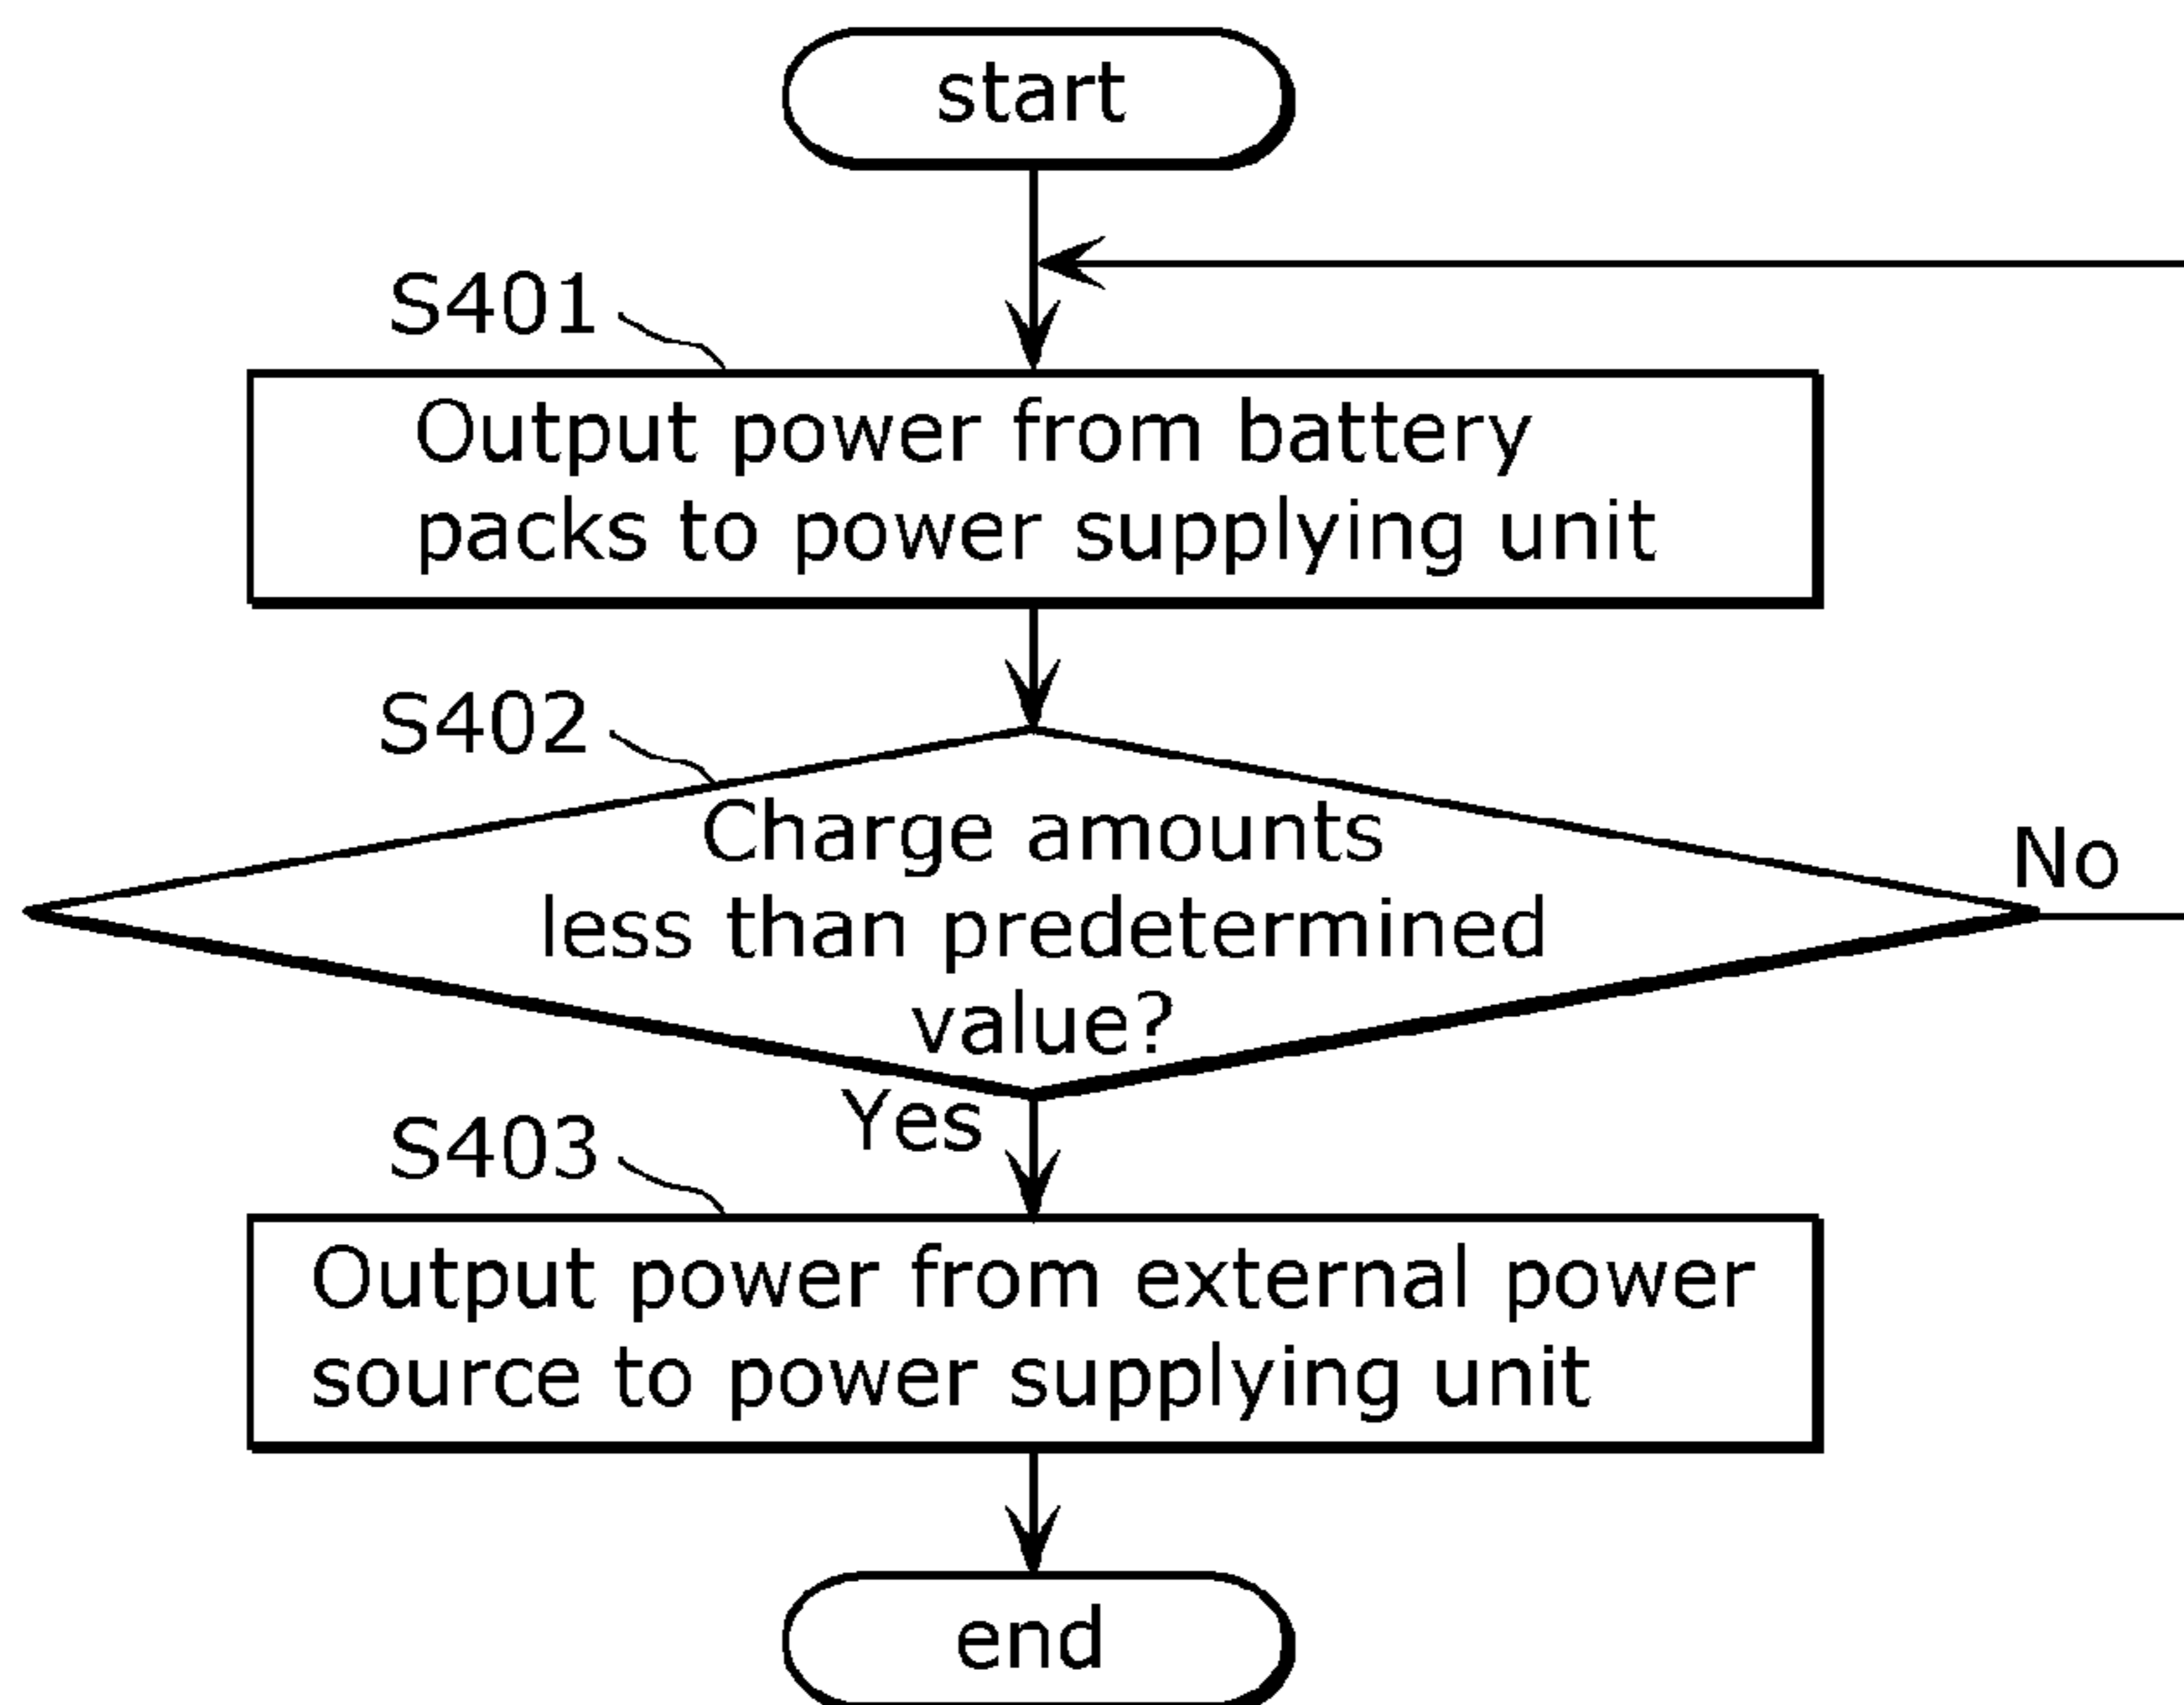 start
S401
Output power from battery
packs to power supplying unit
S402
Charge amounts
less than predetermined
value?
No
Yes
S403
Output power from external power
source to power supplying unit
end